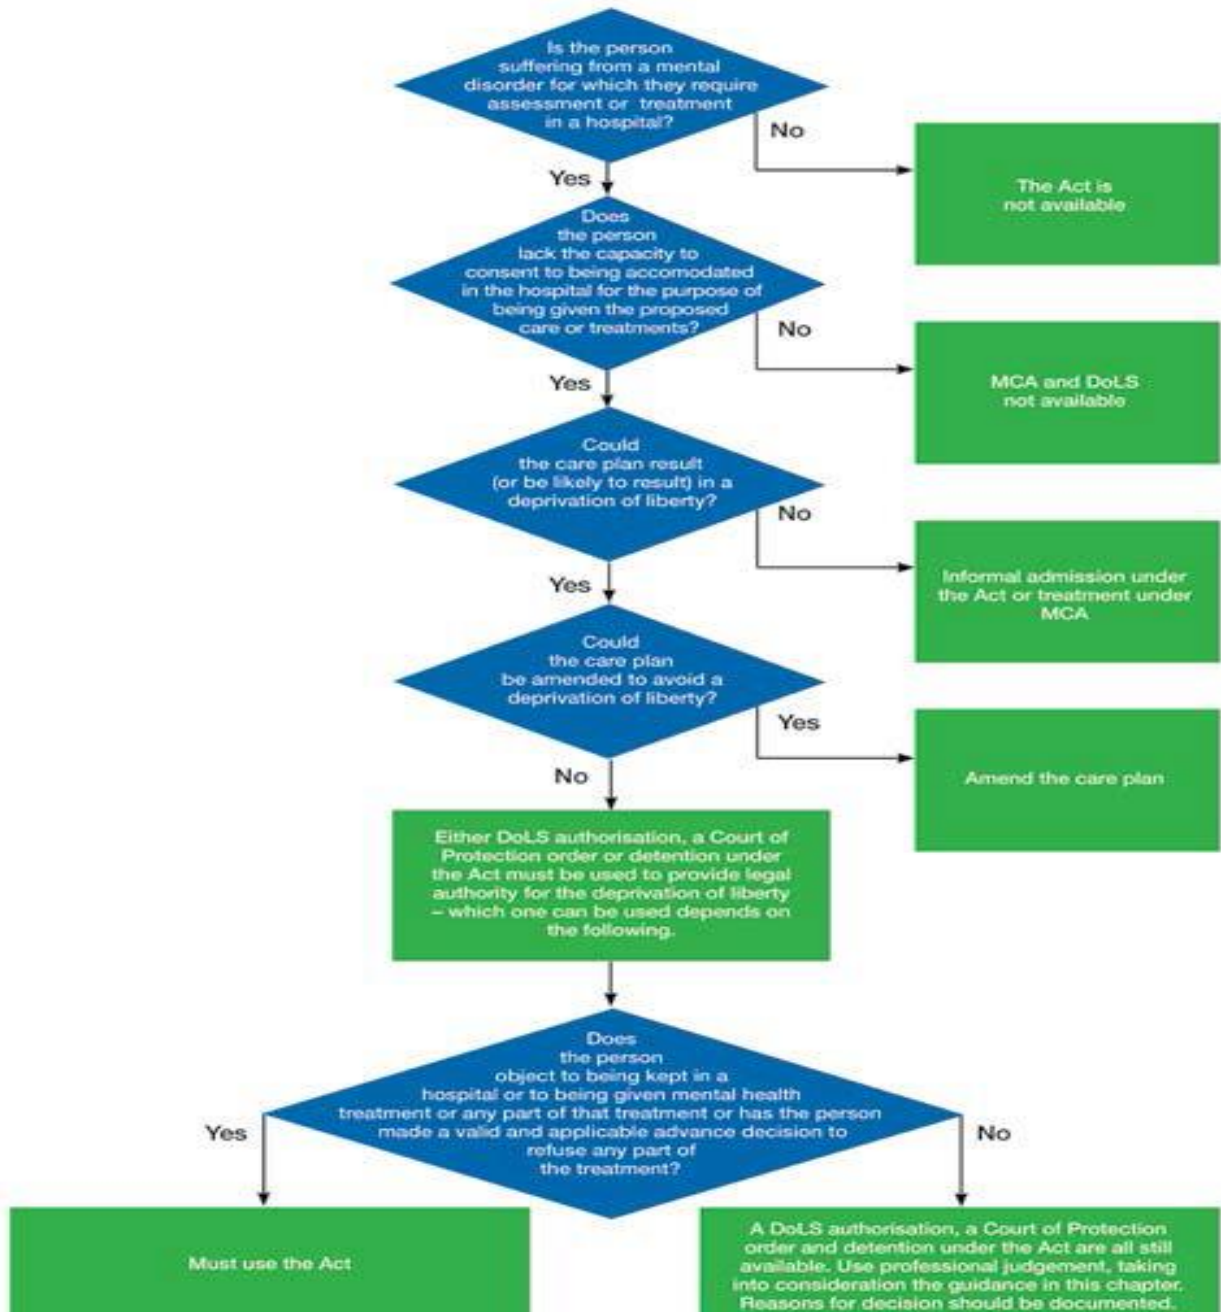 Is the person
suffering from a mental
disorder for which they require
assessment or treatment
in a hospital?
No
The Act is
not available
Yes
Does
the person
lack the capacity to
consent to being accomodated
in the hospital for the purpose of
being given the proposed
care or treatments?
No
MCA and DoLS
not available
Yes
Could
the care plan result
(or be likely to result) in a
deprivation of liberty?
No
Informal admission under
the Act or treatment under
MCA
Yes
Could
the care plan
be amended to avoid a
deprivation of liberty?
Yes
Amend the care plan
No
Either DoLS authorisation, a Court of
Protection order or detention under
the Act must be used to provide legal
authority for the deprivation of liberty
– which one can be used depends on
the following.
Does
the person
object to being kept in a
hospital or to being given mental health
treatment or any part of that treatment or has the person
made a valid and applicable advance decision to
refuse any part of
the treatment?
Yes
No
Must use the Act
A DoLS authorisation, a Court of Protection
order and detention under the Act are all still
available. Use professional judgement, taking
into consideration the guidance in this chapter.
Reasons for decision should be documented.